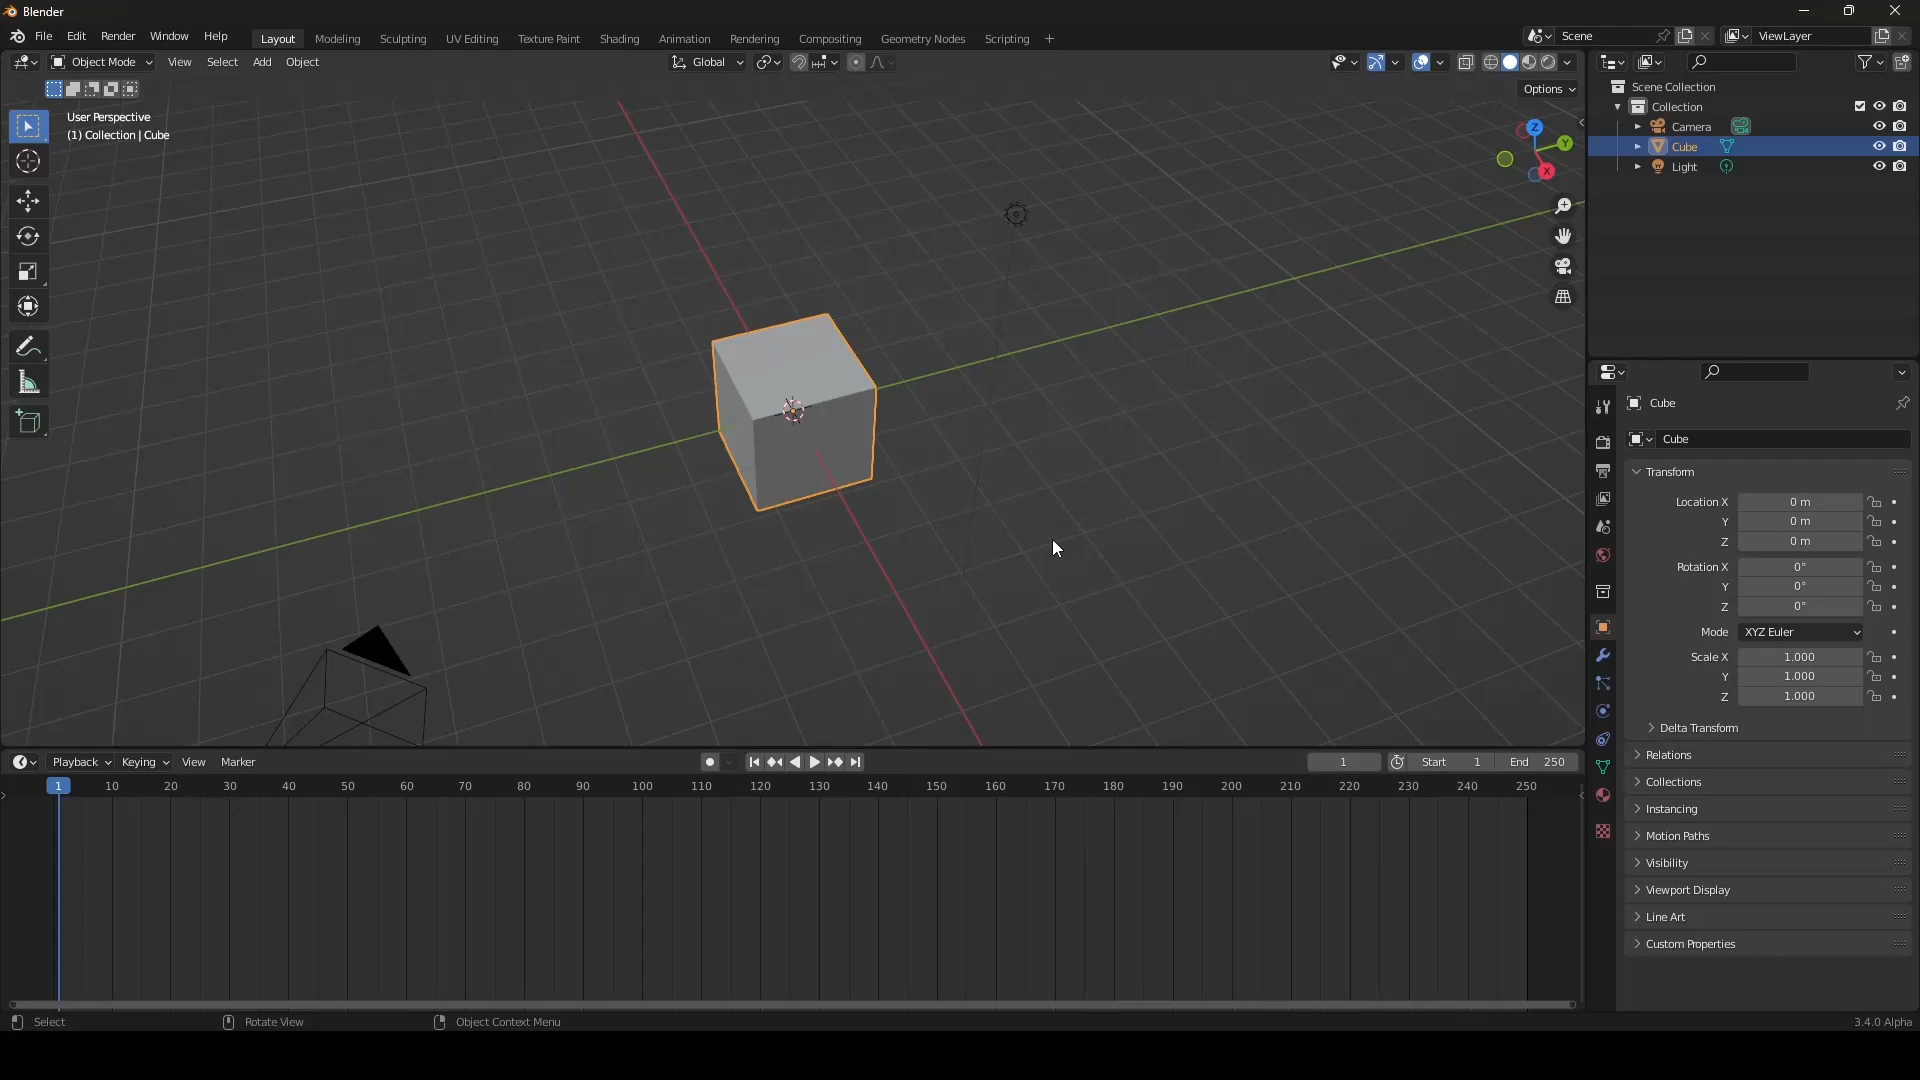 Blender
File Edit Render Window Help Layout Modeling Sculpting UV Editing Texture Paint Shading Animation Rendering Compositing Geometry Nodes Scripting + Scene ViewLayer
Object Mode View Select Add Object Global
Options
User Perspective
(1) Collection | Cube
Z
Y
X
Scene Collection
Collection
Camera
Cube
Light
Cube
Cube
Transform
Location X 0 m
Y 0 m
Z 0 m
Rotation X 0°
Y 0°
Z 0°
Mode XYZ Euler
Scale X 1.000
Y 1.000
Z 1.000
Delta Transform
Relations
Collections
Instancing
Motion Paths
Visibility
Viewport Display
Line Art
Custom Properties
Playback Keying View Marker 1 Start 1 End 250
1 10 20 30 40 50 60 70 80 90 100 110 120 130 140 150 160 170 180 190 200 210 220 230 240 250
Select Rotate View Object Context Menu 3.4.0 Alpha